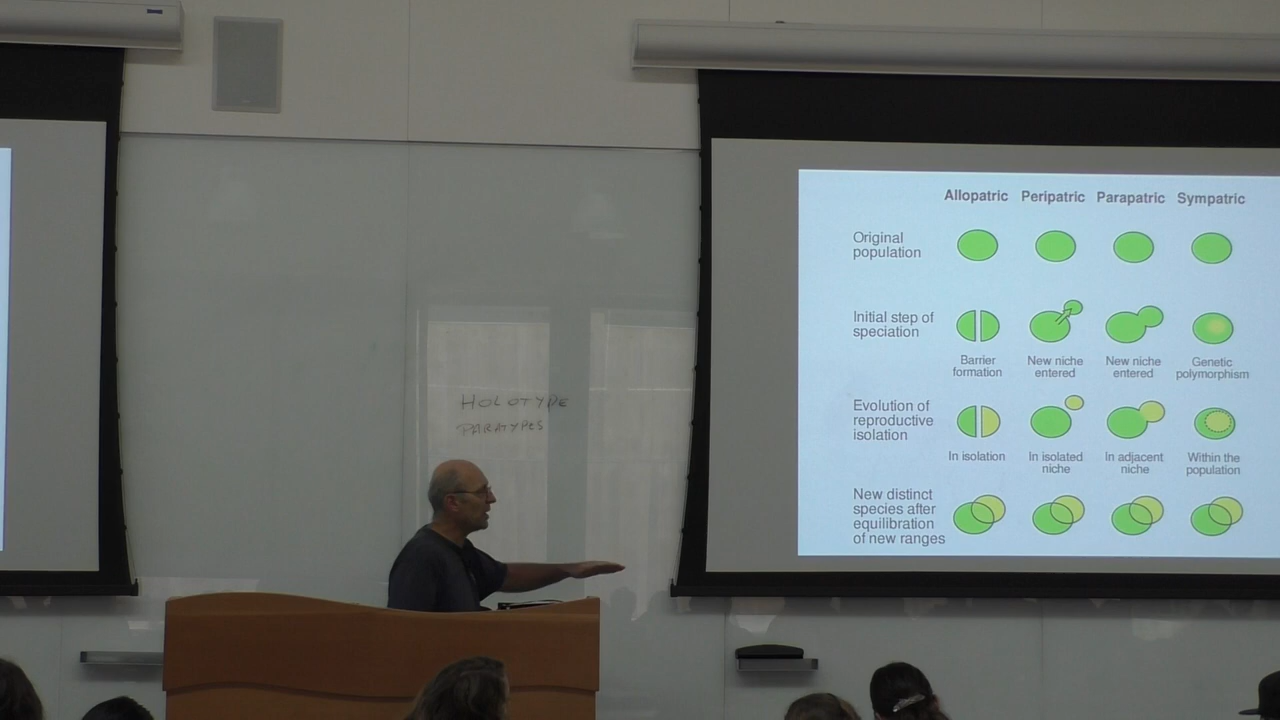 HOLOTYPE
PARATYPES
Allopatric Peripatric Parapatric Sympatric
Original
population
Initial step of
speciation
Barrier
formation
New niche
entered
New niche
entered
Genetic
polymorphism
Evolution of
reproductive
isolation
In isolation
In isolated
niche
In adjacent
niche
Within the
population
New distinct
species after
equilibration
of new ranges